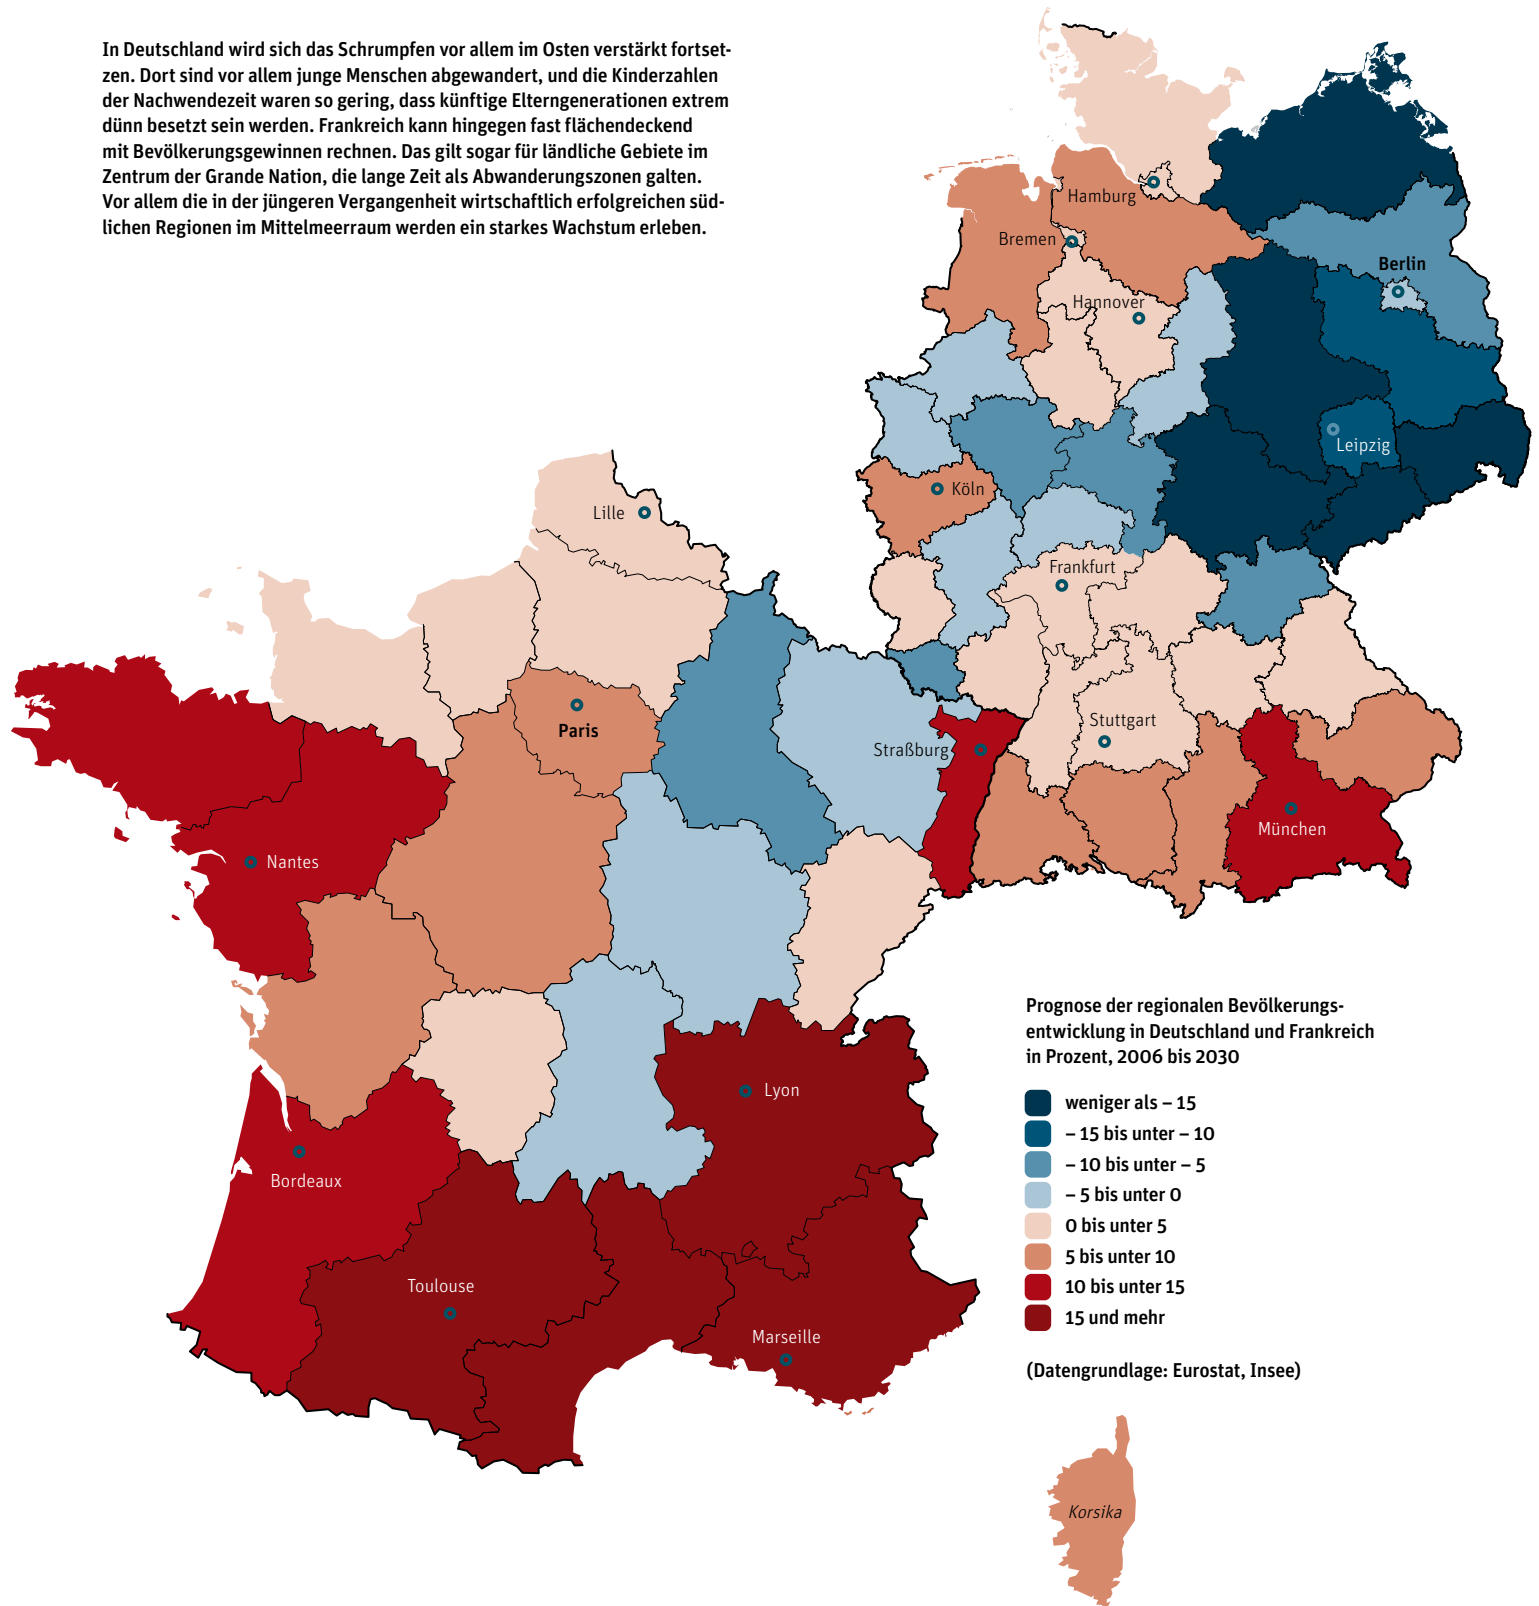 In Deutschland wird sich das Schrumpfen vor allem im Osten verstärkt fortset-
zen. Dort sind vor allem junge Menschen abgewandert, und die Kinderzahlen
der Nachwendezeit waren so gering, dass künftige Elterngenerationen extrem
dünn besetzt sein werden. Frankreich kann hingegen fast flächendeckend
mit Bevölkerungsgewinnen rechnen. Das gilt sogar für ländliche Gebiete im
Zentrum der Grande Nation, die lange Zeit als Abwanderungszonen galten.
Vor allem die in der jüngeren Vergangenheit wirtschaftlich erfolgreichen süd-
lichen Regionen im Mittelmeerraum werden ein starkes Wachstum erleben.
Hamburg
Bremen
Berlin
Hannover
Leipzig
Köln
Lille
Frankfurt
Stuttgart
Paris
Straßburg
München
Nantes
Prognose der regionalen Bevölkerungs-
entwicklung in Deutschland und Frankreich
in Prozent, 2006 bis 2030
weniger als – 15
– 15 bis unter – 10
– 10 bis unter – 5
– 5 bis unter 0
0 bis unter 5
5 bis unter 10
10 bis unter 15
15 und mehr
(Datengrundlage: Eurostat, Insee)
Lyon
Bordeaux
Toulouse
Marseille
Korsika